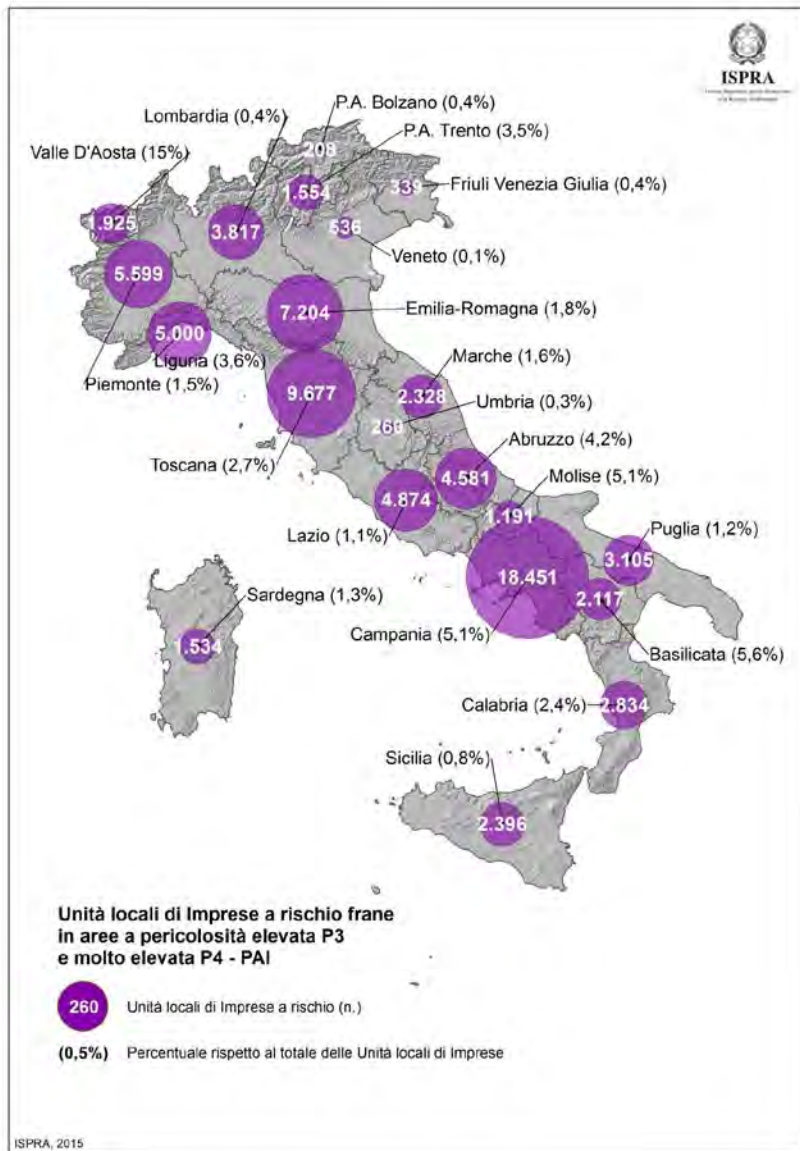 ISPRA
P.A. Bolzano (0,4%)
208
Lombardia (0,4%)
P.A. Trento (3,5%)
1.554
Valle D'Aosta (15%)
1.925
339
Friuli Venezia Giulia (0,4%)
3.817
536
Veneto (0,1%)
5.599
7.204
Emilia-Romagna (1,8%)
5.000
Liguria (3,6%)
Piemonte (1,5%)
Marche (1,6%)
2.328
9.677
Umbria (0,3%)
260
Abruzzo (4,2%)
Toscana (2,7%)
4.581
Molise (5,1%)
4.874
1.191
Lazio (1,1%)
Puglia (1,2%)
3.105
18.451
Sardegna (1,3%)
2.117
Campania (5,1%)
1.534
Basilicata (5,6%)
Calabria (2,4%)
2.834
Sicilia (0,8%)
2.396
Unità locali di Imprese a rischio frane
in aree a pericolosità elevata P3
e molto elevata P4 - PAI
260 Unità locali di Imprese a rischio (n.)
(0,5%) Percentuale rispetto al totale delle Unità locali di Imprese
ISPRA, 2015